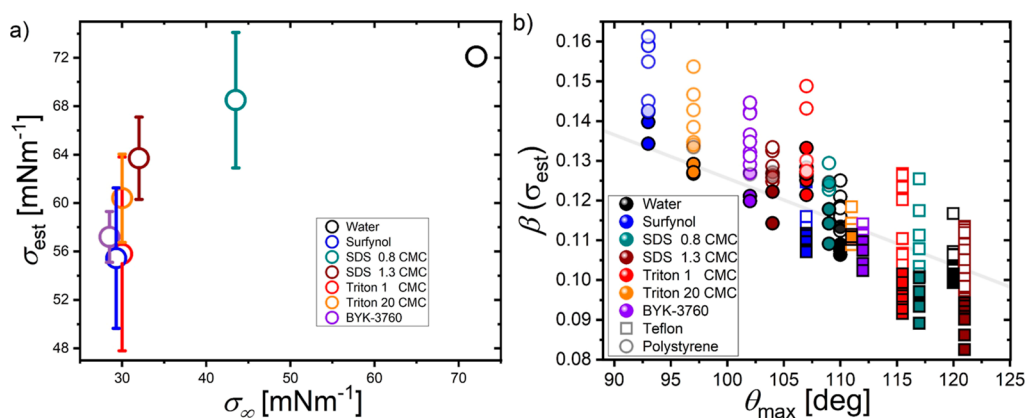 a)
72
68
64
60
56
52
48
σest [mNm-1]
30
40
50
60
70
σ∞ [mNm-1]
Water
Surfynol
SDS 0.8 CMC
SDS 1.3 CMC
Triton 1 CMC
Triton 20 CMC
BYK-3760
b)
0.16
0.15
0.14
0.13
0.12
0.11
0.10
0.09
0.08
β (σest)
90
95
100
105
110
115
120
125
θmax [deg]
Water
Surfynol
SDS 0.8 CMC
SDS 1.3 CMC
Triton 1 CMC
Triton 20 CMC
BYK-3760
Teflon
Polystyrene